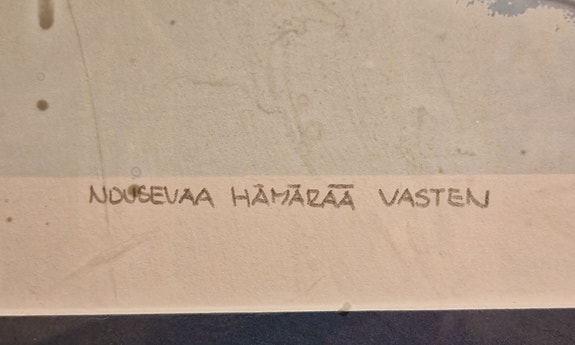 NOUSEVAA HÄMÄRÄÄ VASTEN